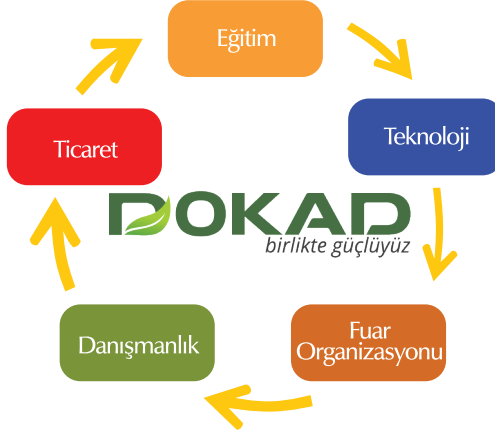 Eğitim
Teknoloji
Ticaret
DOKAD
birlikte güçlüyüz
Danışmanlık
Fuar
Organizasyonu